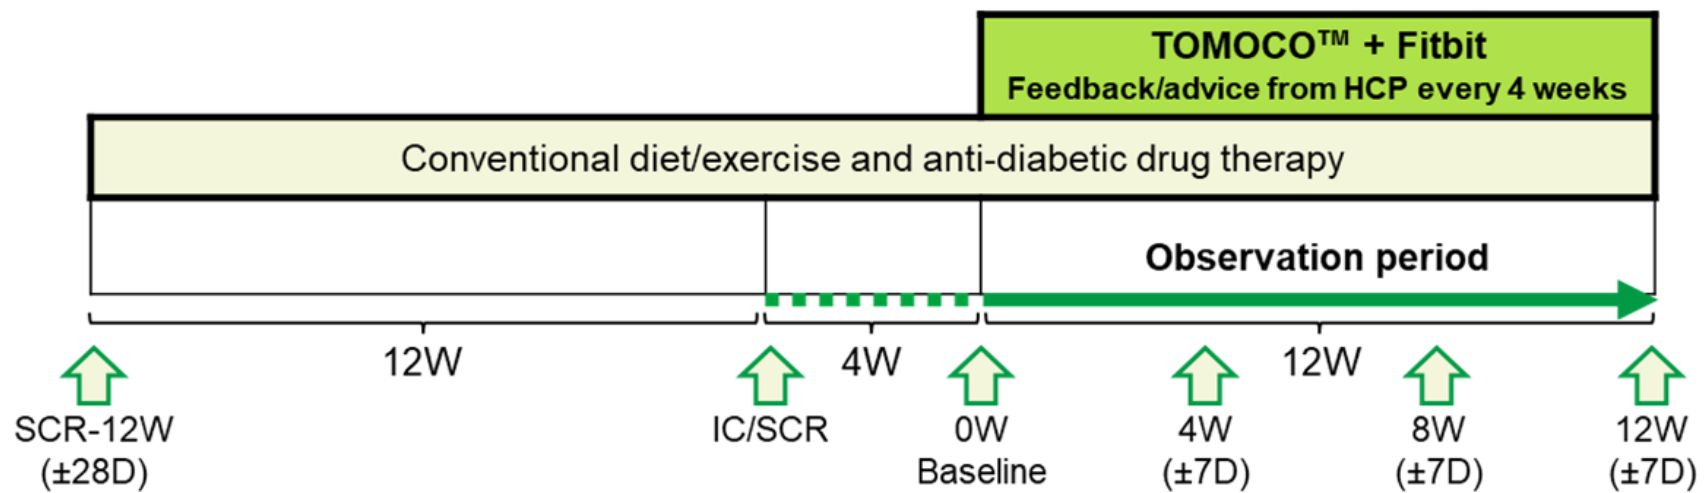 TOMOCO™ + Fitbit
Feedback/advice from HCP every 4 weeks
Conventional diet/exercise and anti-diabetic drug therapy
Observation period
12W
4W
12W
SCR-12W
(±28D)
IC/SCR
0W
Baseline
4W
(±7D)
8W
(±7D)
12W
(±7D)